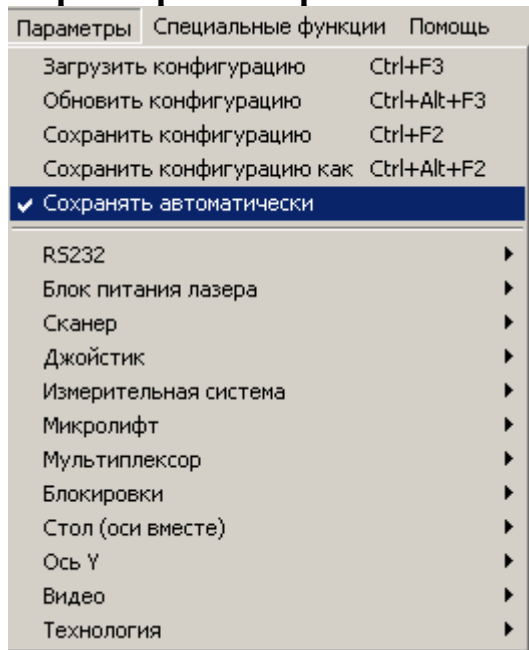 Параметры Специальные функции Помощь
Загрузить конфигурацию Ctrl+F3
Обновить конфигурацию Ctrl+Alt+F3
Сохранить конфигурацию Ctrl+F2
Сохранить конфигурацию как Ctrl+Alt+F2
Сохранять автоматически
RS232
Блок питания лазера
Сканер
Джойстик
Измерительная система
Микролифт
Мультиплексор
Блокировки
Стол (оси вместе)
Ось Y
Видео
Технология